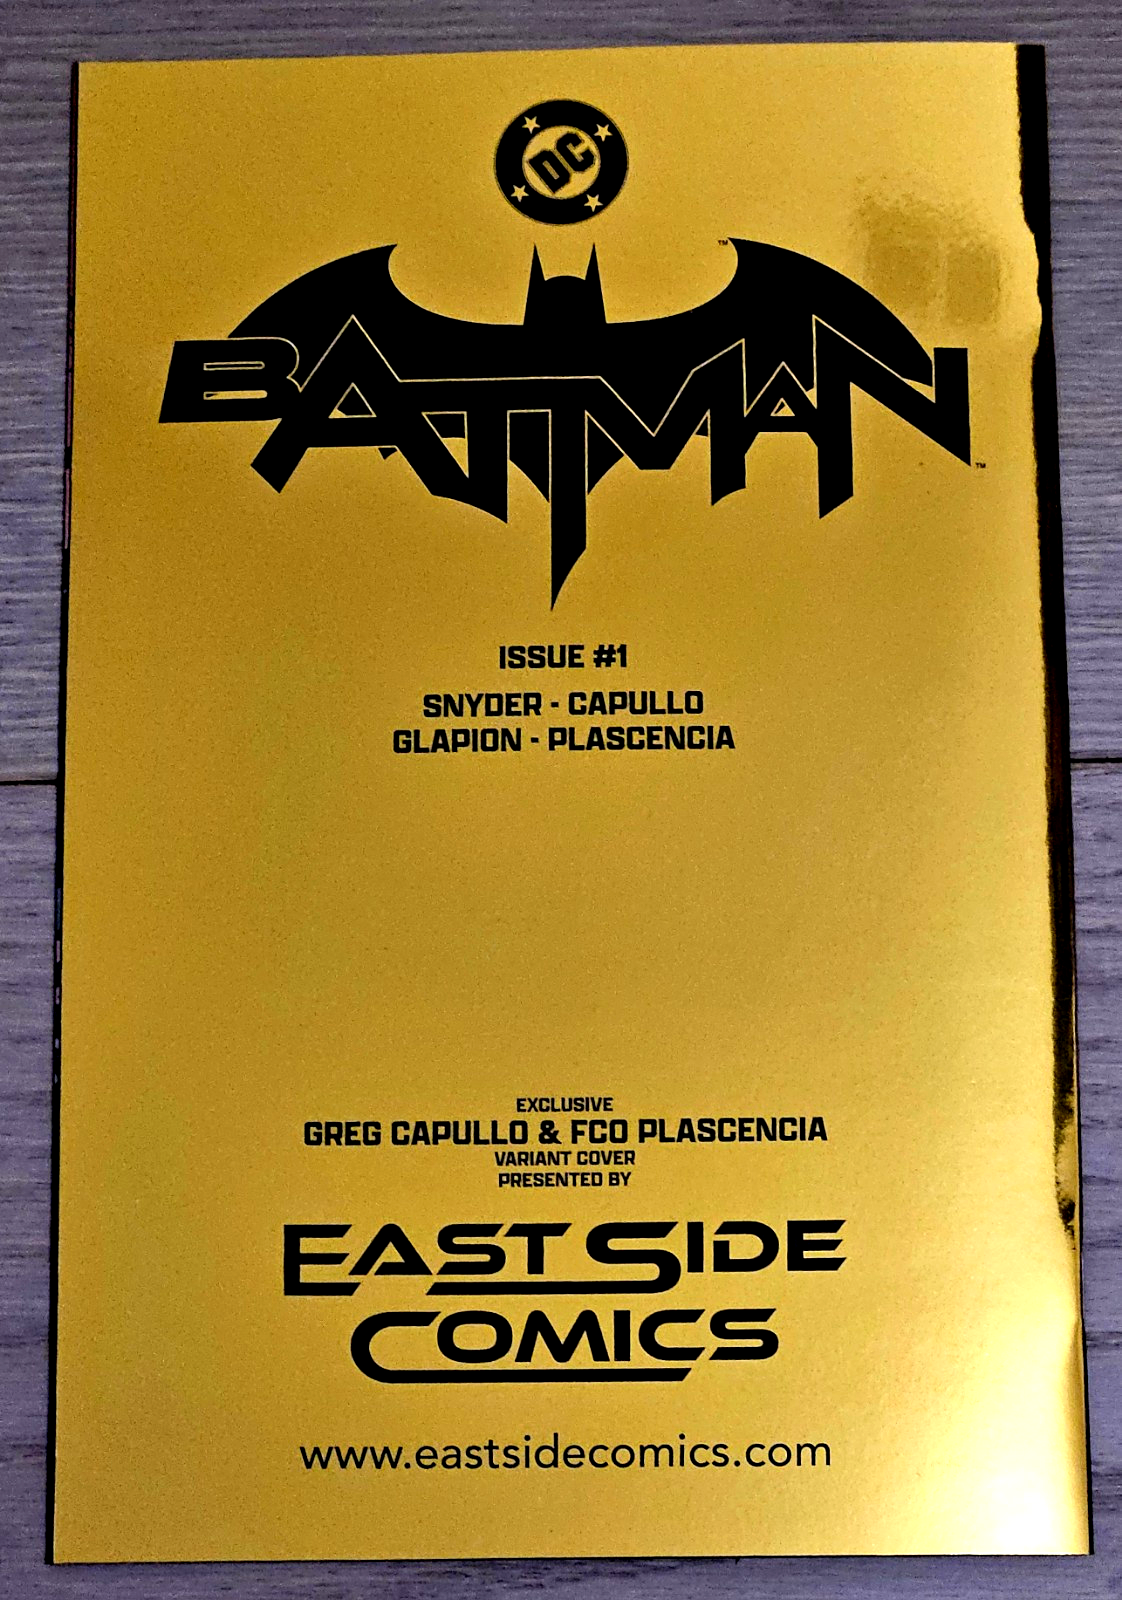 DC
BATMAN
ISSUE #1
SNYDER - CAPULLO
GLAPION - PLASCENCIA
EXCLUSIVE
GREG CAPULLO & FCO PLASCENCIA
VARIANT COVER
PRESENTED BY
EAST SIDE
COMICS
www.eastsidecomics.com